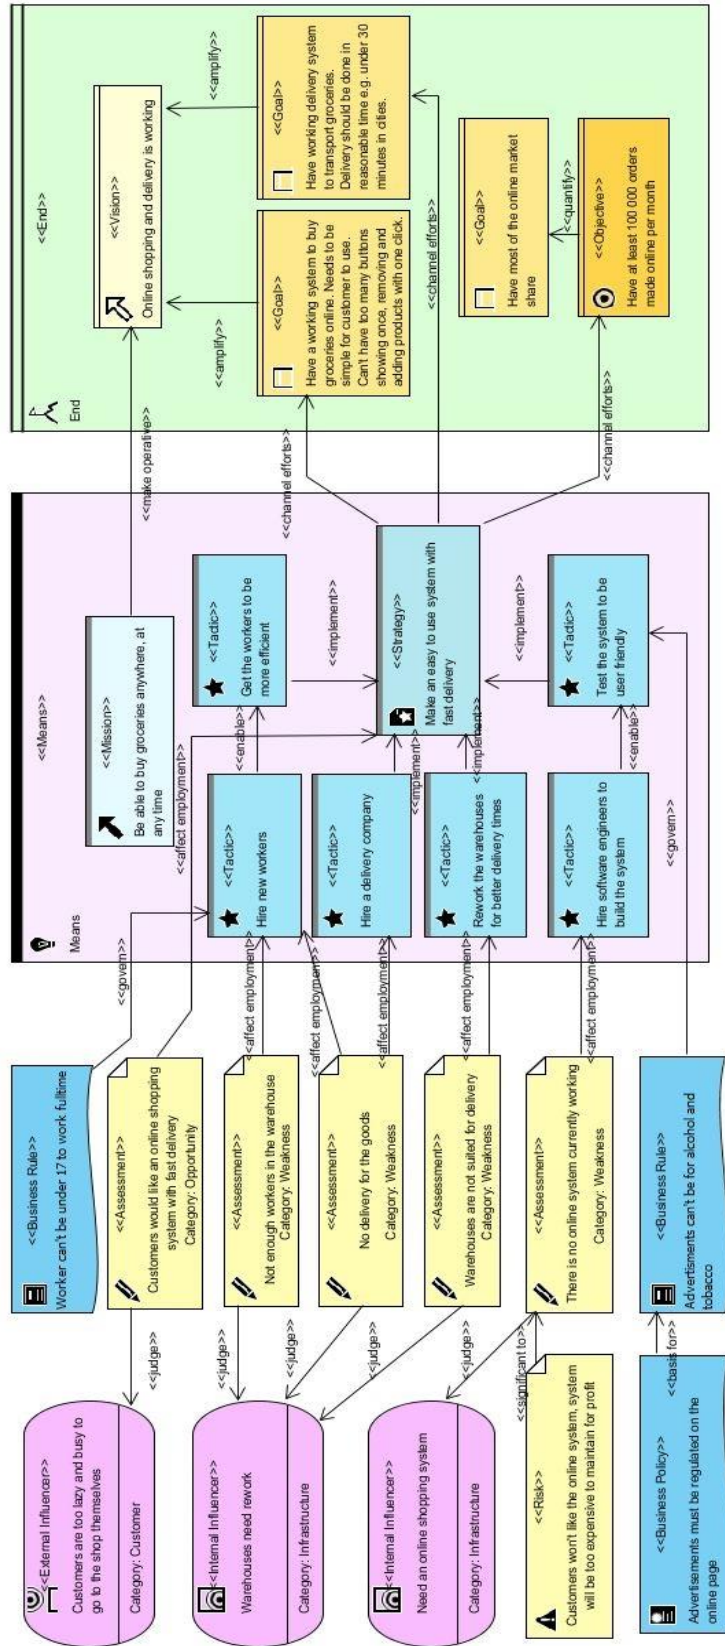 <<External Influencer>>
Customers are too lazy and busy to
go to the shop themselves
Category: Customer
<<Internal Influencer>>
Warehouses need rework
Category: Infrastructure
<<Internal Influencer>>
Need an online shopping system
Category: Infrastructure
<<Risk>>
Customers won't like the online system, system
will be too expensive to maintain for profit
<<Business Policy>>
Advertisements must be regulated on the
online page
<<judge>>
<<judge>>
<<judge>>
<<judge>>
<<judge>>
<<significant to>>
<<basis for>>
<<Business Rule>>
Worker can't be under 17 to work fulltime
<<Assessment>>
Customers would like an online shopping
system with fast delivery
Category: Opportunity
<<Assessment>>
Not enough workers in the warehouse
Category: Weakness
<<Assessment>>
No delivery for the goods
Category: Weakness
<<Assessment>>
Warehouses are not suited for delivery
Category: Weakness
<<Assessment>>
There is no online system currently working
Category: Weakness
<<Business Rule>>
Advertisments can't be for alcohol and
tobacco
<<govern>>
<<affect employment>>
<<affect employment>>
<<affect employment>>
<<affect employment>>
<<affect employment>>
<<affect employment>>
<<govern>>
<<Means>>
Means
<<Mission>>
Be able to buy groceries anywhere, at
any time
<<Tactic>>
Hire new workers
<<enable>>
<<Tactic>>
Get the workers to be
more efficient
<<implement>>
<<Tactic>>
Hire a delivery company
<<implement>>
<<Strategy>>
Make an easy to use system with
fast delivery
<<Tactic>>
Rework the warehouses
for better delivery times
<<implement>>
<<implement>>
<<Tactic>>
Hire software engineers to
build the system
<<enable>>
<<Tactic>>
Test the system to be
user friendly
<<make operative>>
<<channel efforts>>
<<channel efforts>>
<<channel efforts>>
<<End>>
End
<<Vision>>
Online shopping and delivery is working
<<amplify>>
<<amplify>>
<<Goal>>
Have a working system to buy
groceries online. Needs to be
simple for customer to use.
Can't have too many buttons
showing once, removing and
adding products with one click.
<<Goal>>
Have working delivery system
to transport groceries.
Delivery should be done in
reasonable time e.g. under 30
minutes in cities.
<<Goal>>
Have most of the online market
share
<<quantify>>
<<Objective>>
Have at least 100 000 orders
made online per month